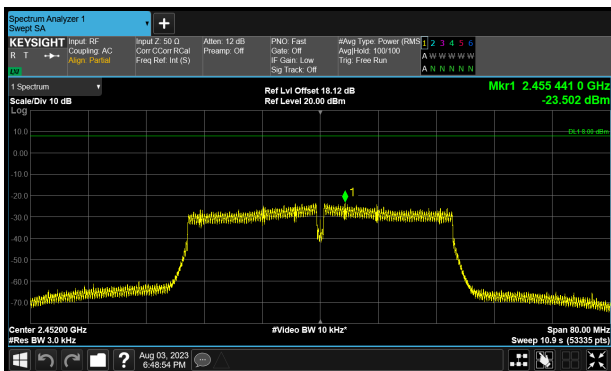 Spectrum Analyzer 1
Swept SA
+
KEYSIGHT Input: RF Input Z: 50 Ω Atten: 12 dB PNO: Fast #Avg Type: Power (RMS 1 2 3 4 5 6
R T Coupling: AC Corr CCorr RCal Preamp: Off Gate: Off Avg|Hold: 100/100 A W W W W W
Align: Partial Freq Ref: Int (S) IF Gain: Low Trig: Free Run
Sig Track: Off A N N N N N
1 Spectrum
Ref Lvl Offset 18.12 dB Mkr1 2.455 441 0 GHz
Scale/Div 10 dB Ref Level 20.00 dBm -23.502 dBm
Log
10.0
DL1 8.00 dBm
0.00
-10.0
1
-20.0
-30.0
-40.0
-50.0
-60.0
-70.0
Center 2.45200 GHz #Video BW 10 kHz* Span 80.00 MHz
#Res BW 3.0 kHz Sweep 10.9 s (53335 pts)
? Aug 03, 2023
6:48:54 PM